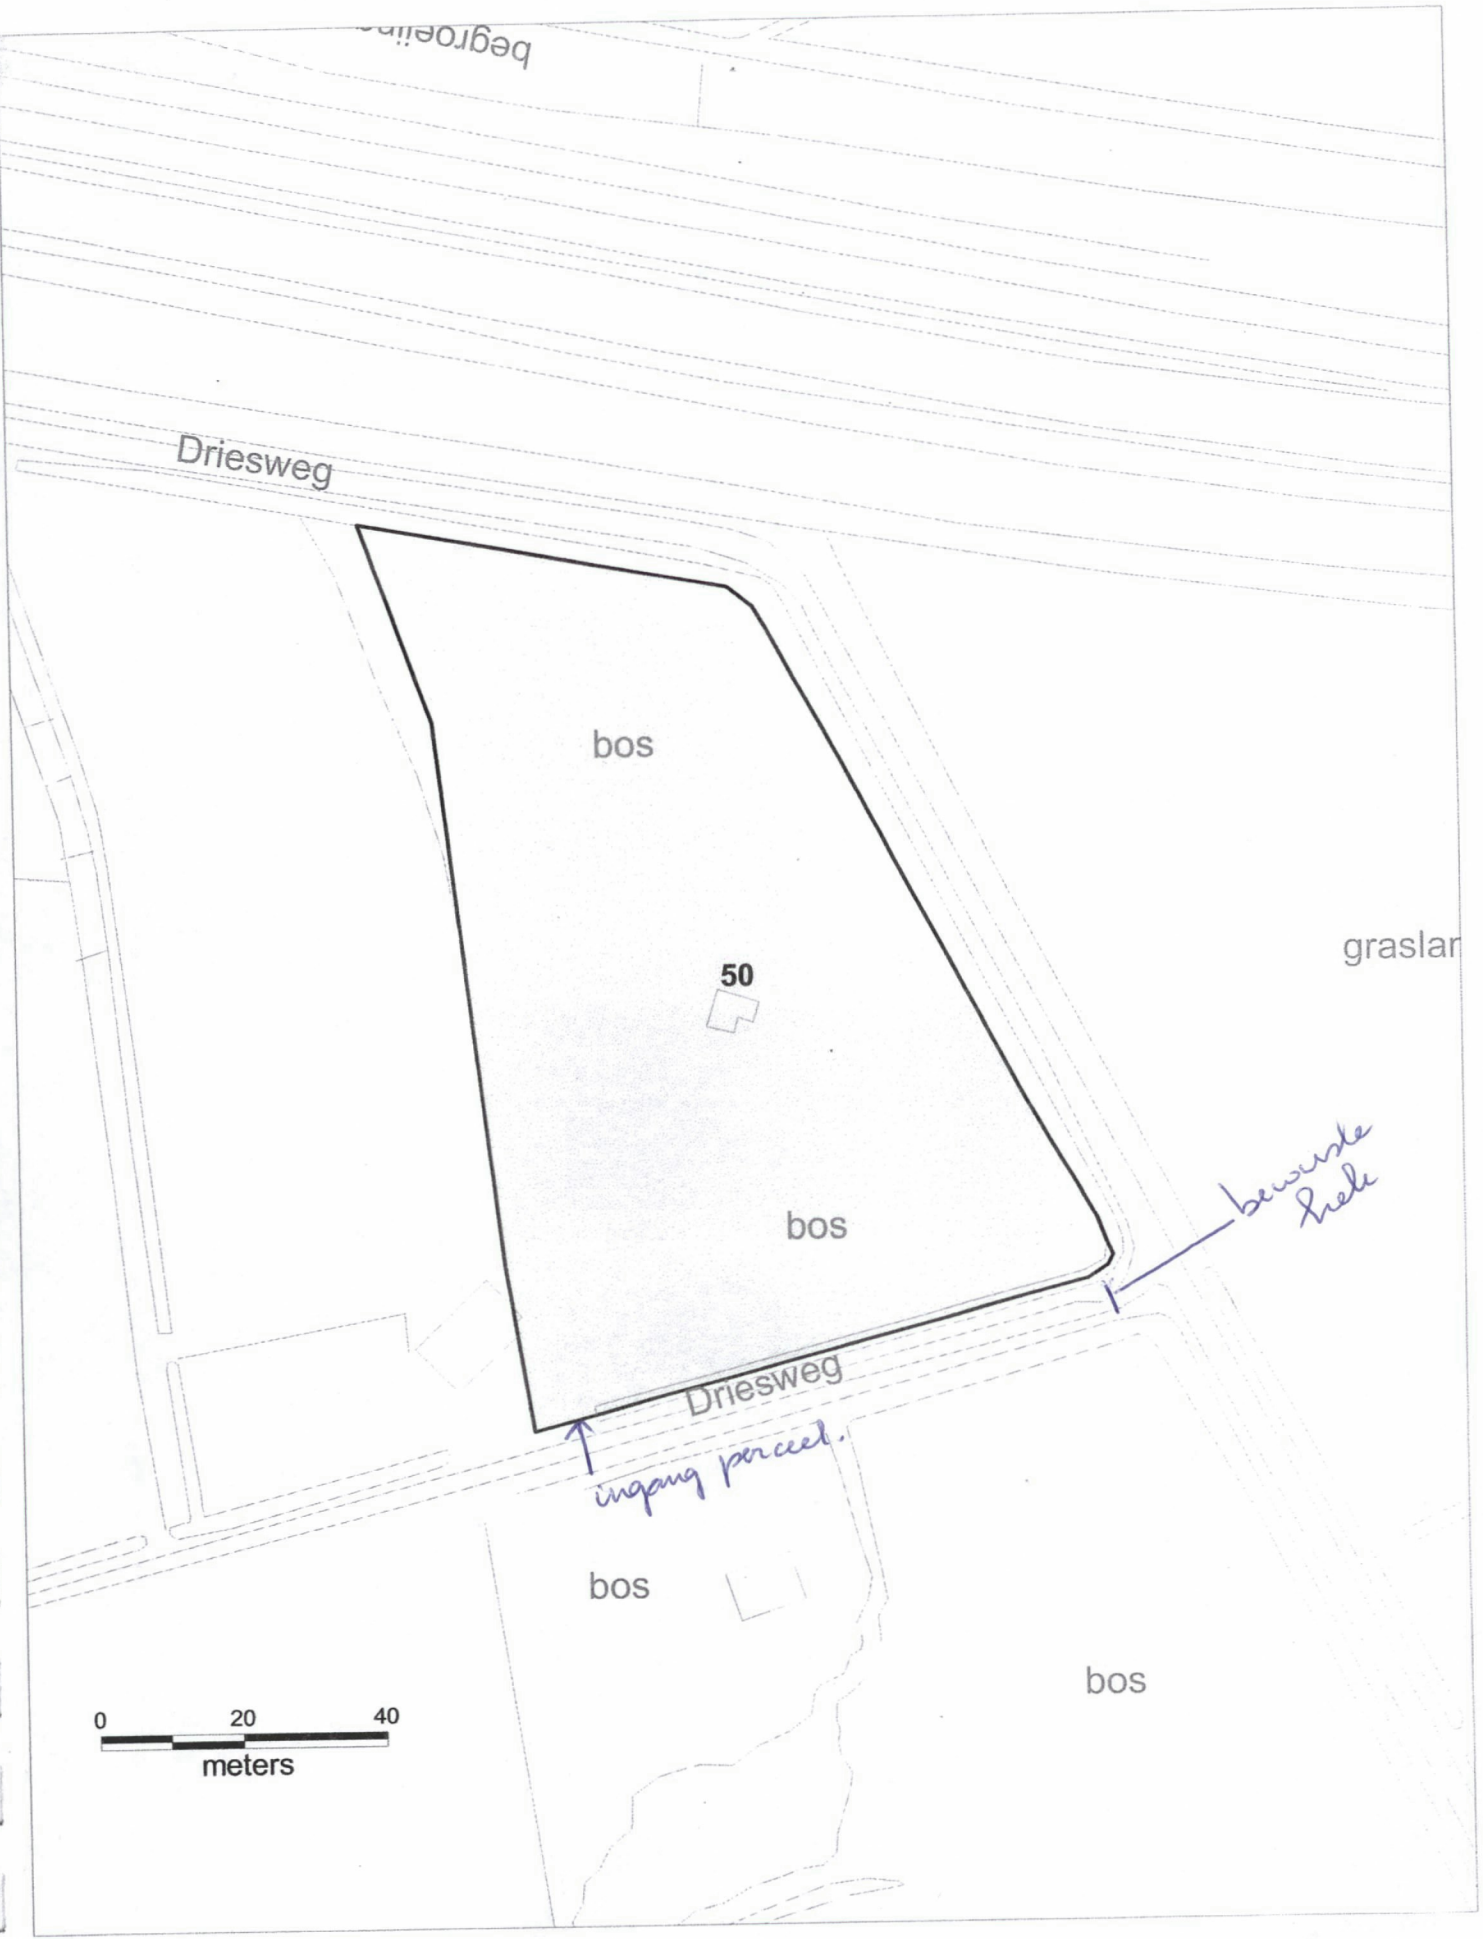 begroeiing
Driesweg
bos
graslan
50
bewuste
hek
bos
Driesweg
ingang perceel.
bos
bos
0 20 40
meters